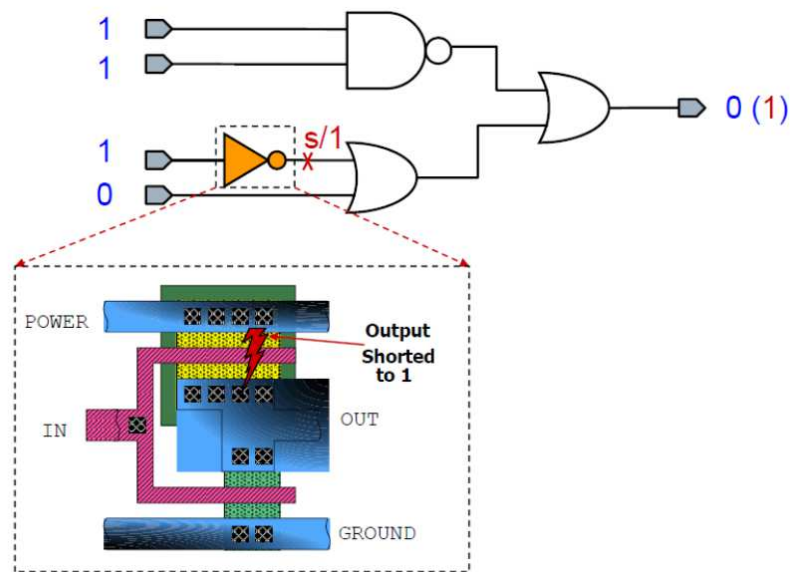 1
1
0 (1)
s/1
1
0
POWER
Output
Shorted
to 1
IN
OUT
GROUND